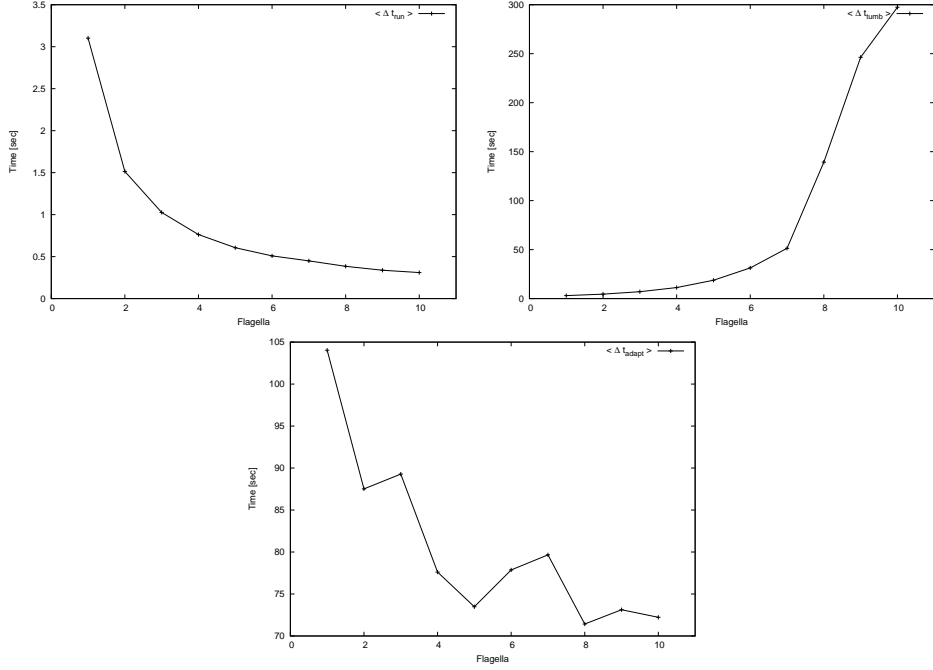 3.5
3
2.5
2
1.5
1
0.5
0
0 2 4 6 8 10
Time [sec]
Flagella
< Δ t_run >
300
250
200
150
100
50
0
0 2 4 6 8 10
Time [sec]
Flagella
< Δ t_tumb >
105
100
95
90
85
80
75
70
0 2 4 6 8 10
Time [sec]
Flagella
< Δ t_adapt >